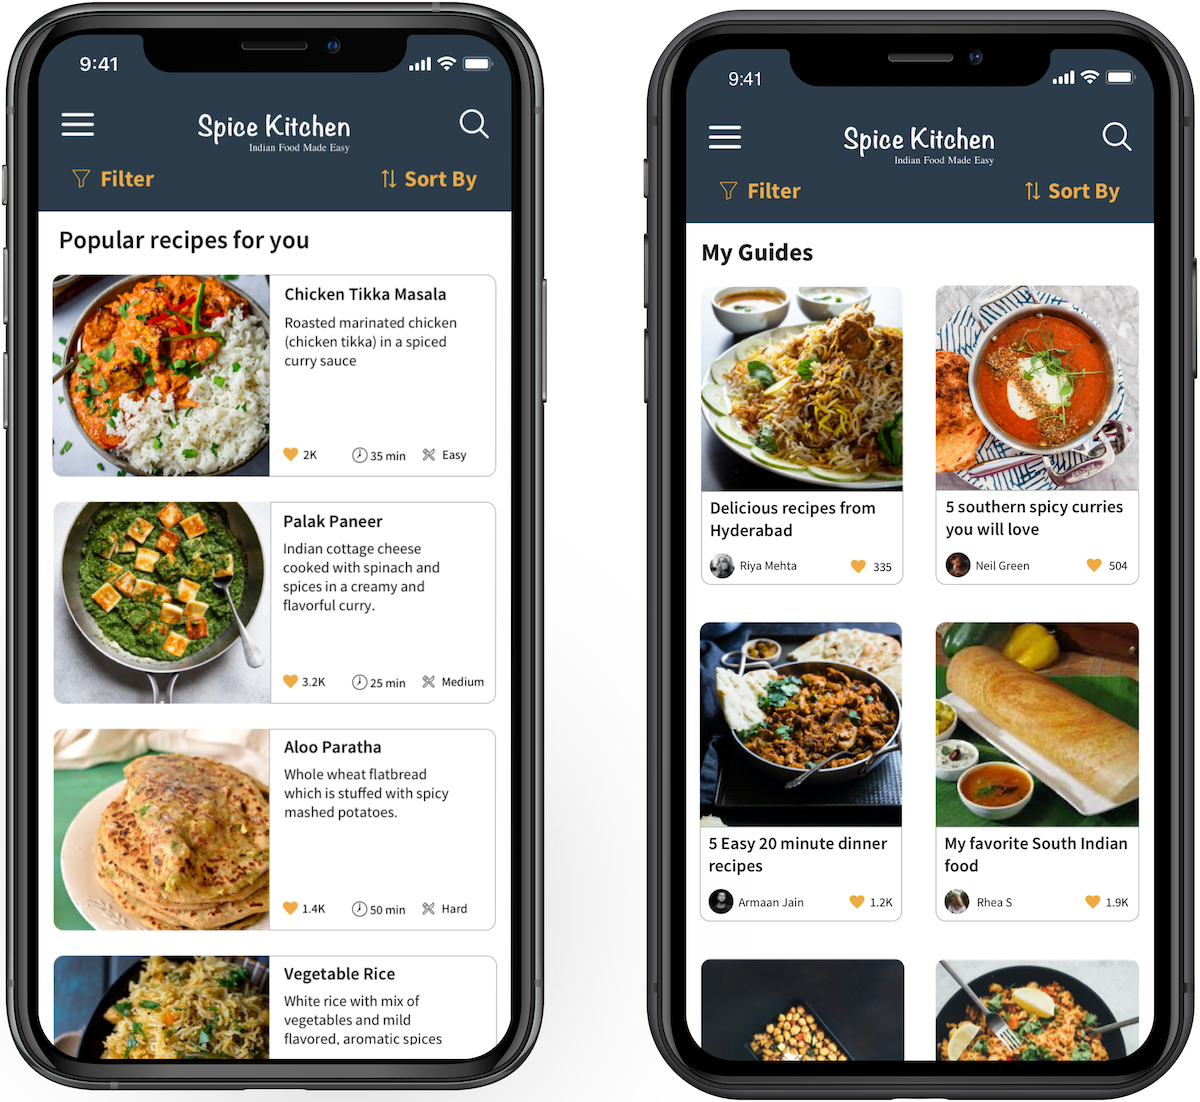 9:41
Spice Kitchen
Indian Food Made Easy
Filter
Sort By
Popular recipes for you
Chicken Tikka Masala
Roasted marinated chicken
(chicken tikka) in a spiced
curry sauce
2K
35 min
Easy
Palak Paneer
Indian cottage cheese
cooked with spinach and
spices in a creamy and
flavorful curry.
3.2K
25 min
Medium
Aloo Paratha
Whole wheat flatbread
which is stuffed with spicy
mashed potatoes.
1.4K
50 min
Hard
Vegetable Rice
White rice with mix of
vegetables and mild
flavored, aromatic spices
9:41
Spice Kitchen
Indian Food Made Easy
Filter
Sort By
My Guides
Delicious recipes from
Hyderabad
Riya Mehta
335
5 southern spicy curries
you will love
Neil Green
504
5 Easy 20 minute dinner
recipes
Armaan Jain
1.2K
My favorite South Indian
food
Rhea S
1.9K